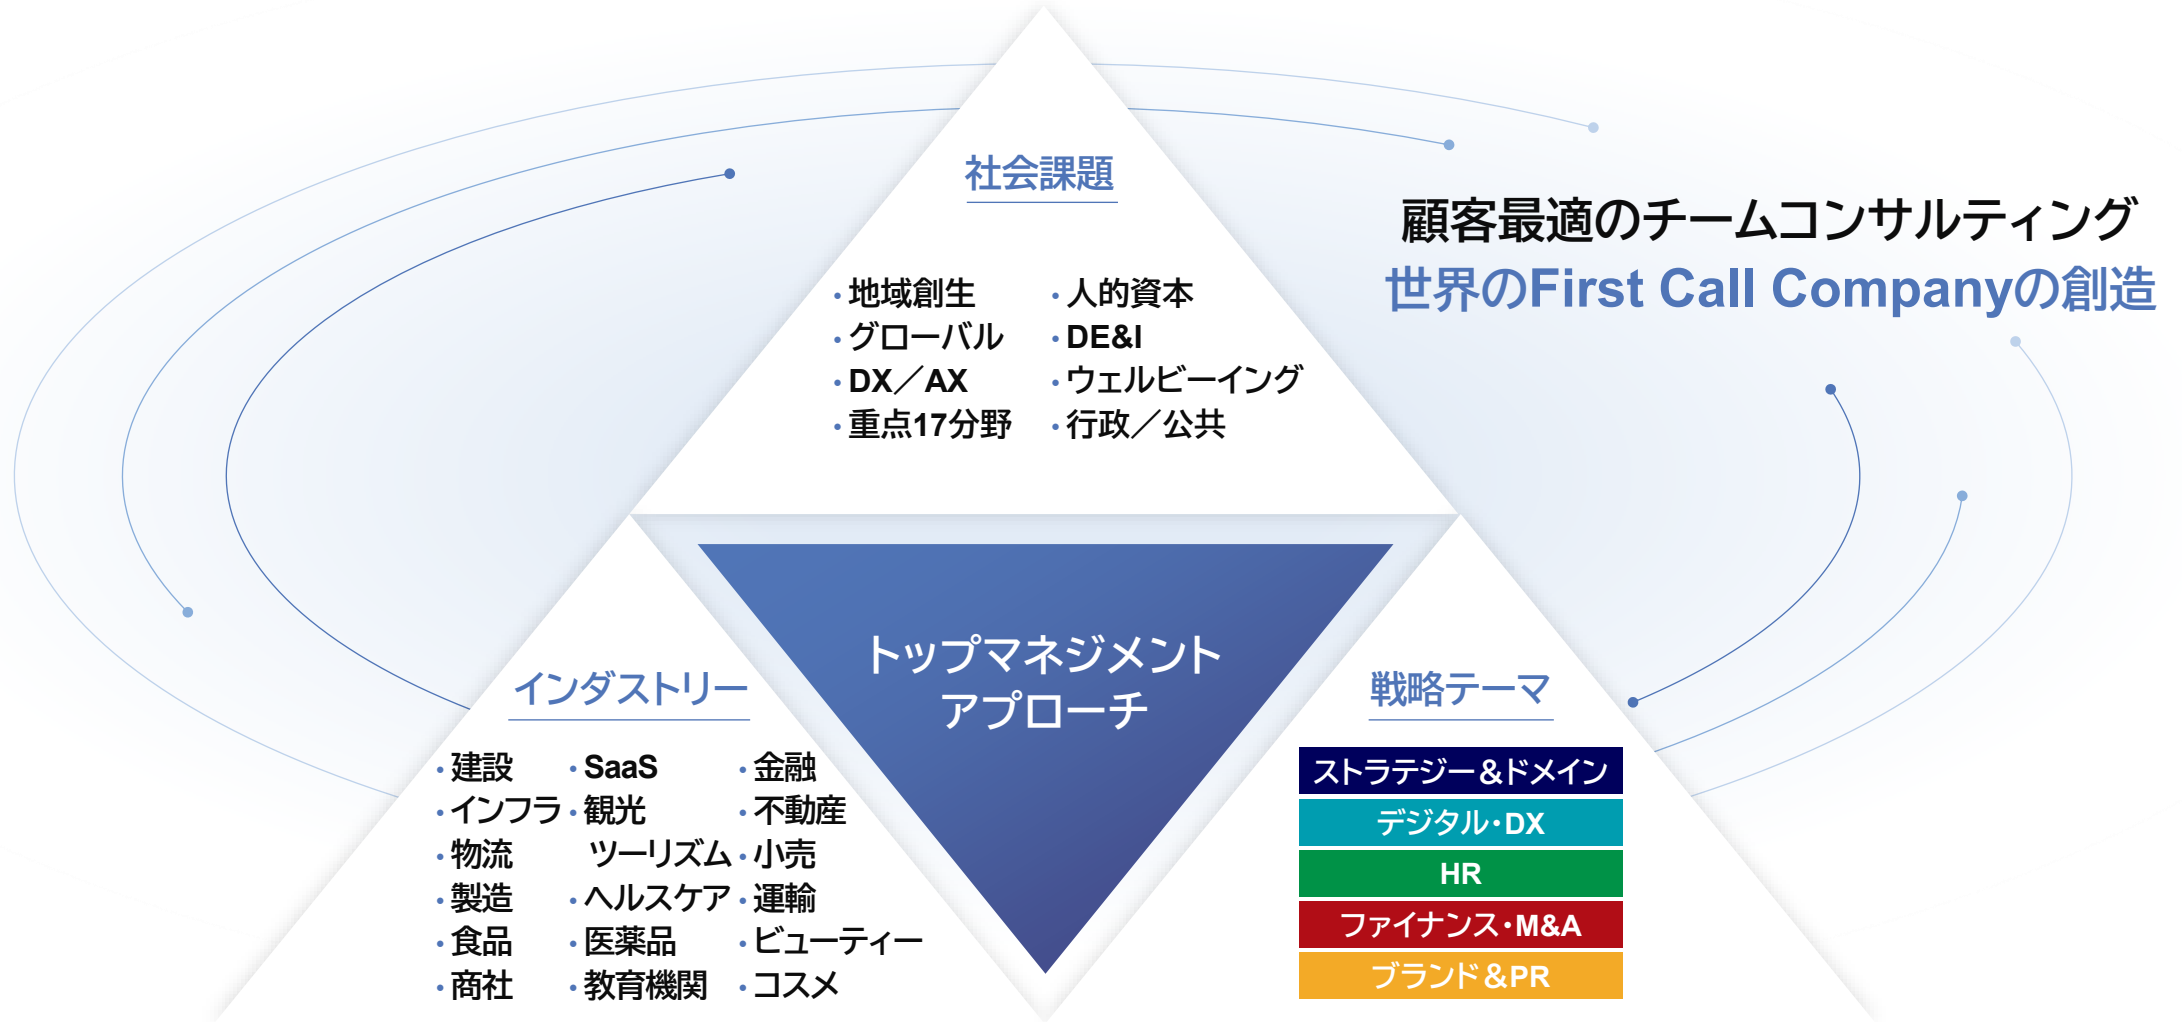 顧客最適のチームコンサルティング
世界のFirst Call Companyの創造
社会課題
・地域創生
・グローバル
・DX／AX
・重点17分野
・人的資本
・DE&I
・ウェルビーイング
・行政／公共
トップマネジメント
アプローチ
インダストリー
・建設
・インフラ
・物流
・製造
・食品
・商社
・SaaS
・観光
ツーリズム
・ヘルスケア
・医薬品
・教育機関
・金融
・不動産
・小売
・運輸
・ビューティー
・コスメ
戦略テーマ
ストラテジー＆ドメイン
デジタル・DX
HR
ファイナンス・M&A
ブランド＆PR